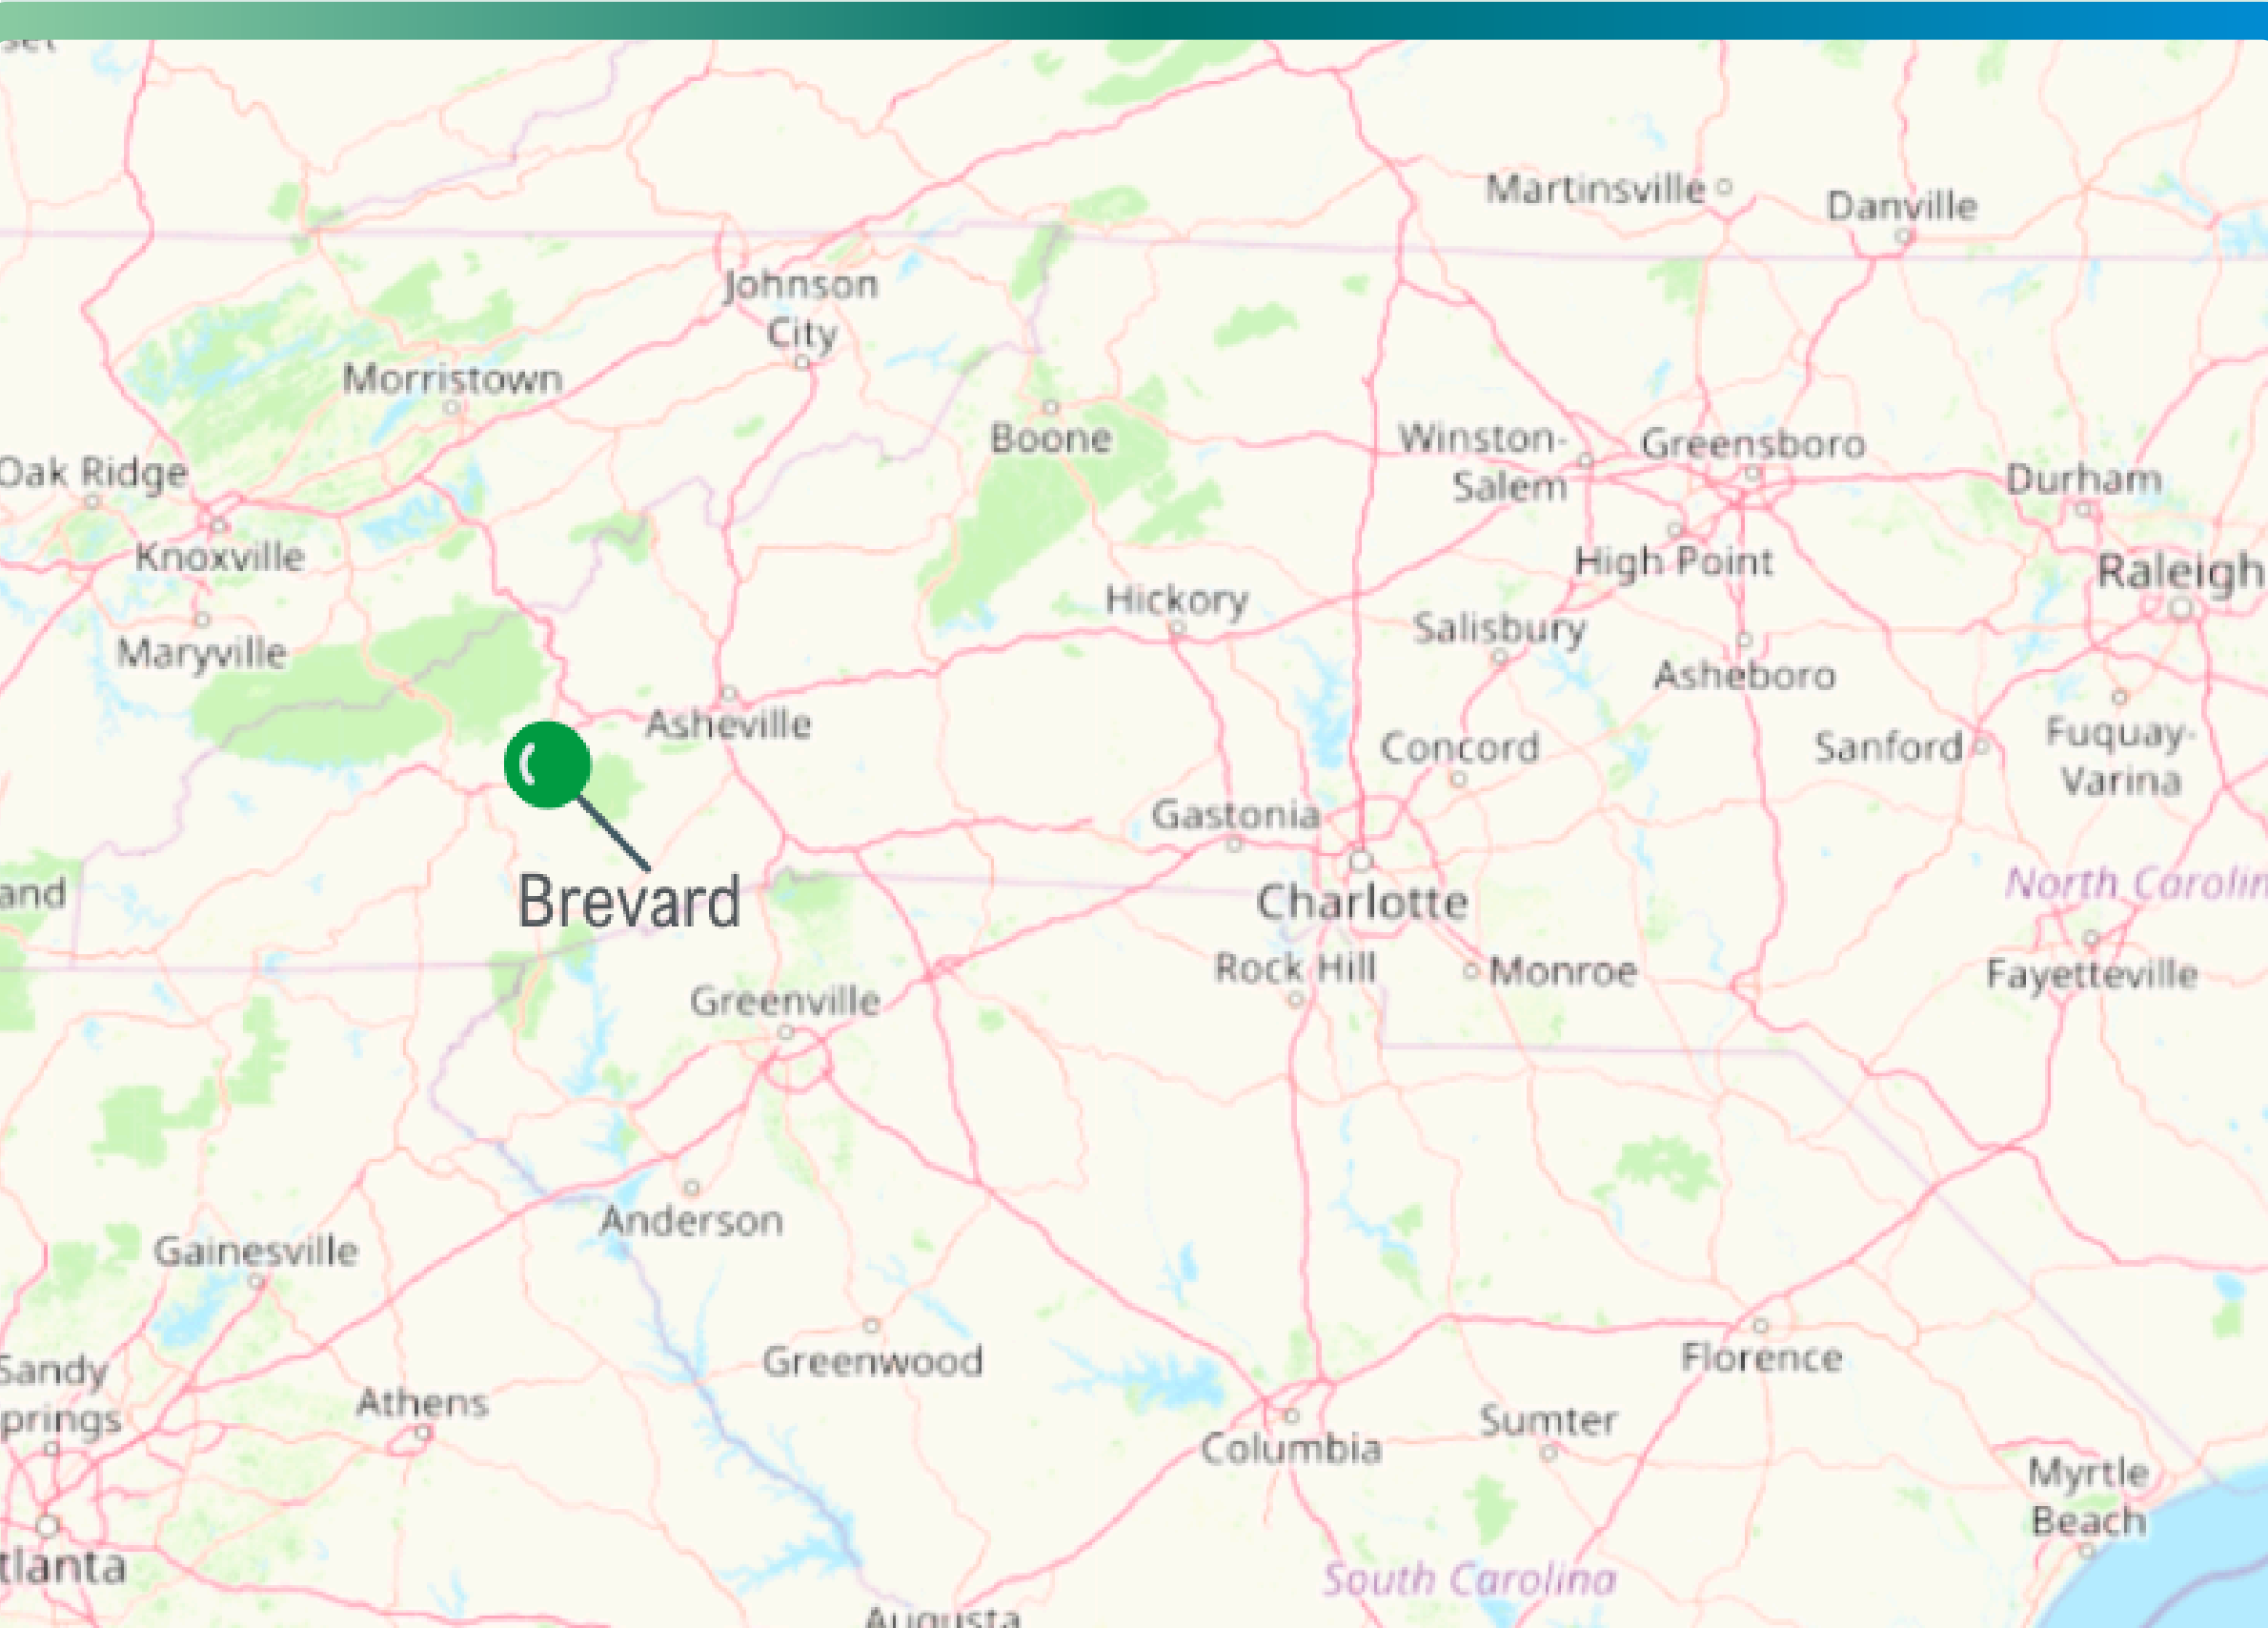 Martinsville
Danville
Johnson
City
Morristown
Boone
Winston-
Salem
Greensboro
Oak Ridge
Durham
Knoxville
High Point
Raleigh
Hickory
Salisbury
Maryville
Asheboro
Asheville
Concord
Sanford
Fuquay-
Varina
Gastonia
North Carolin
and
Brevard
Charlotte
Rock Hill
Monroe
Fayetteville
Greenville
Anderson
Gainesville
Greenwood
Florence
Sandy
prings
Athens
Sumter
Columbia
Myrtle
Beach
tlanta
South Carolina
Augusta